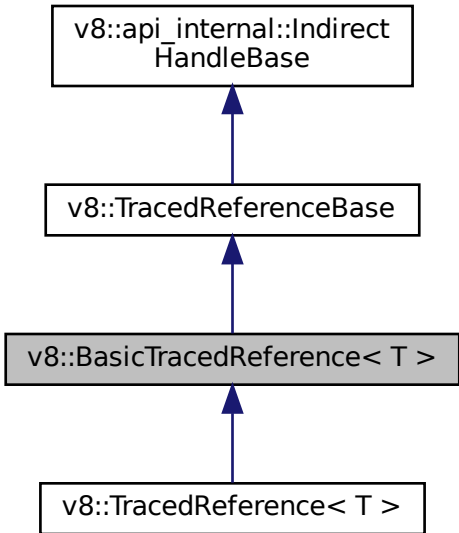 v8::api_internal::Indirect
HandleBase
v8::TracedReferenceBase
v8::BasicTracedReference< T >
v8::TracedReference< T >